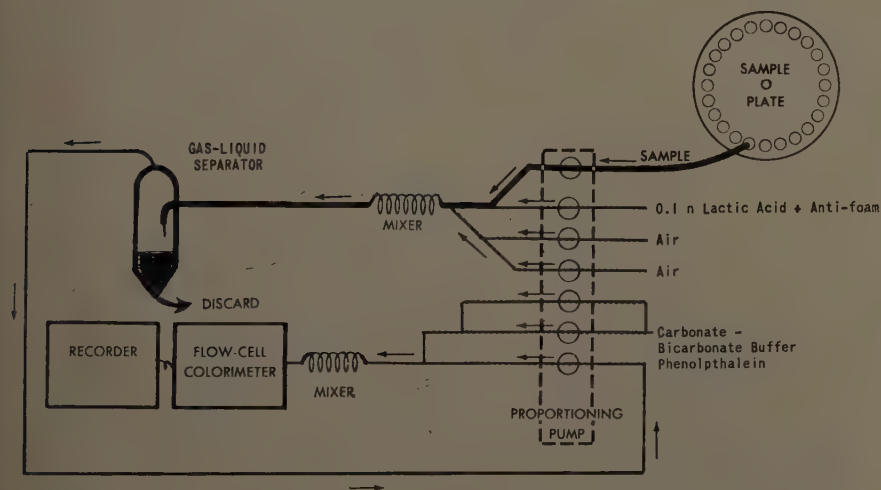 SAMPLE
PLATE
GAS-LIQUID
SEPARATOR
SAMPLE
MIXER
0.1 n Lactic Acid + Anti-foam
Air
Air
DISCARD
RECORDER
FLOW-CELL
COLORIMETER
MIXER
Carbonate -
Bicarbonate Buffer
Phenolpthalein
PROPORTIONING
PUMP